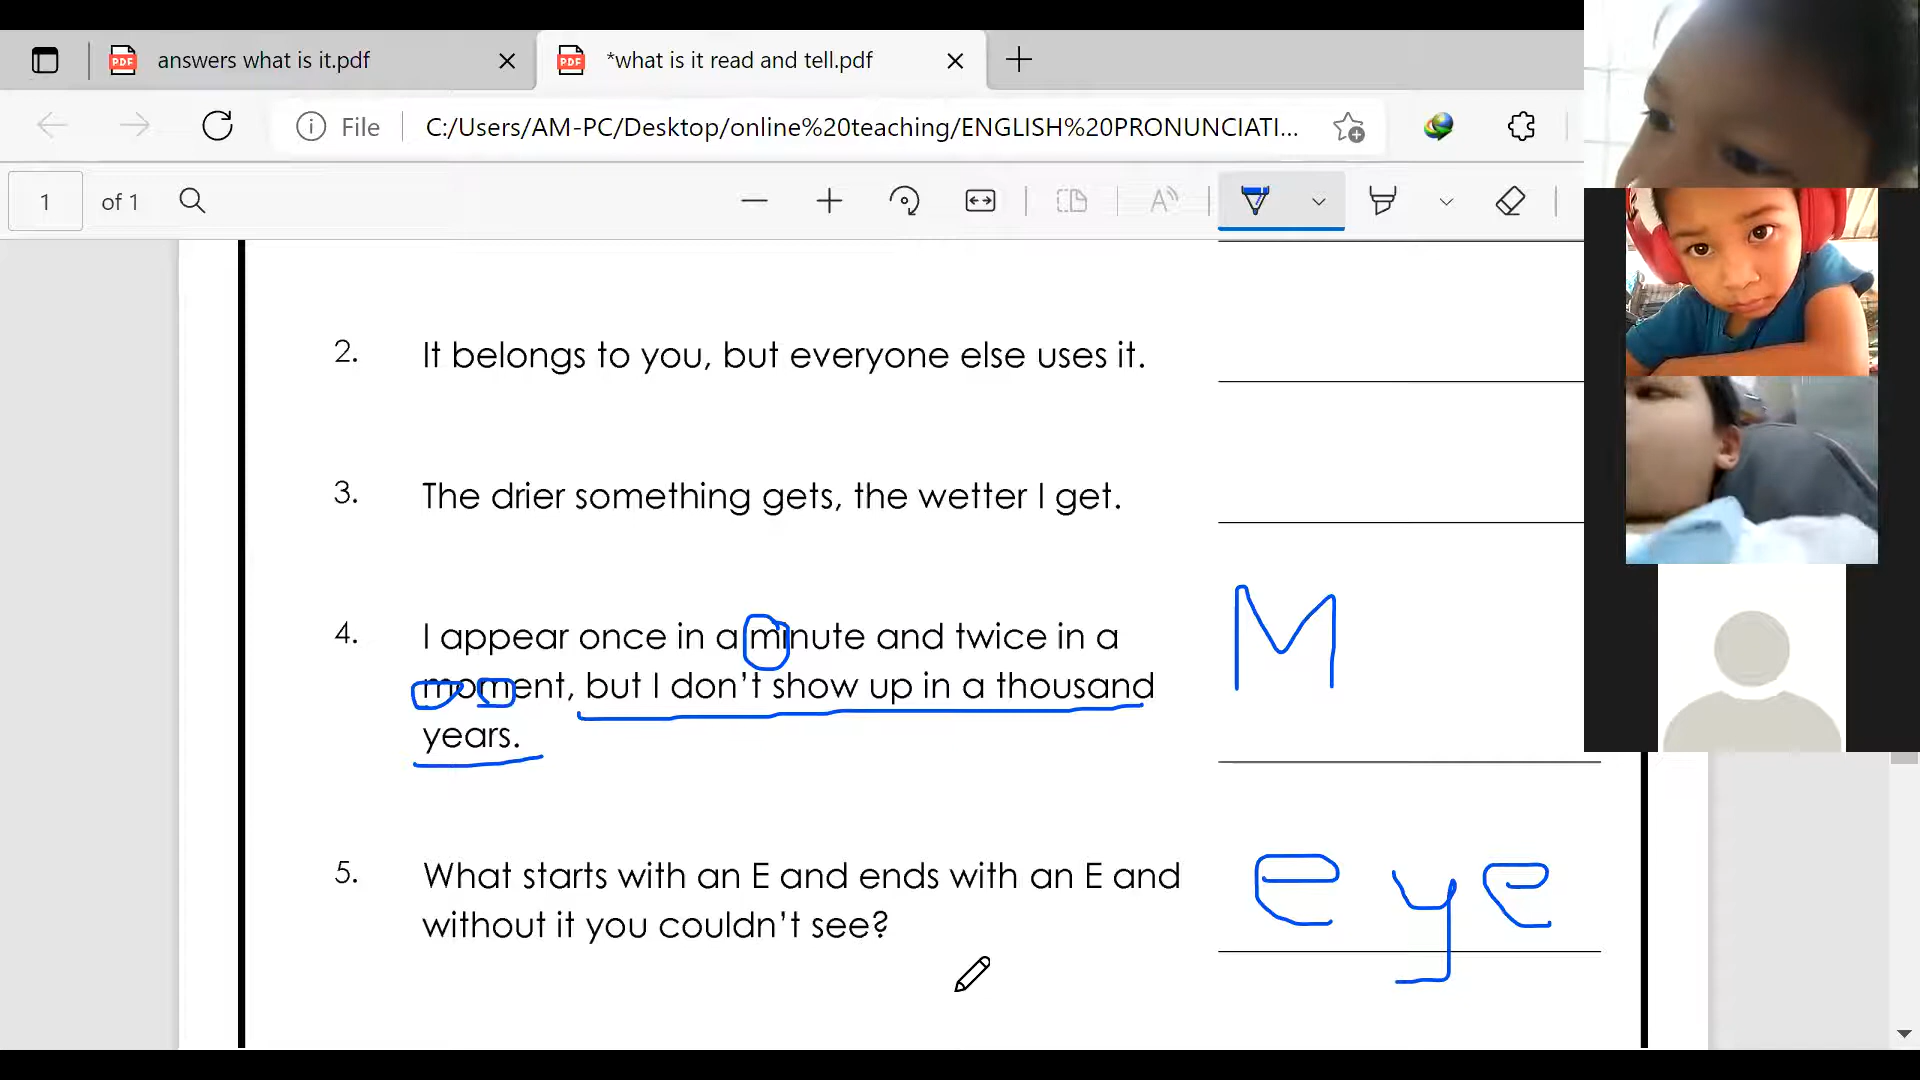 answers what is it.pdf
*what is it read and tell.pdf
File
C:/Users/AM-PC/Desktop/online%20teaching/ENGLISH%20PRONUNCIATI...
1 of 1
2. It belongs to you, but everyone else uses it.
3. The drier something gets, the wetter I get.
4. I appear once in a minute and twice in a
moment, but I don't show up in a thousand
years.
M
5. What starts with an E and ends with an E and
without it you couldn't see?
eye